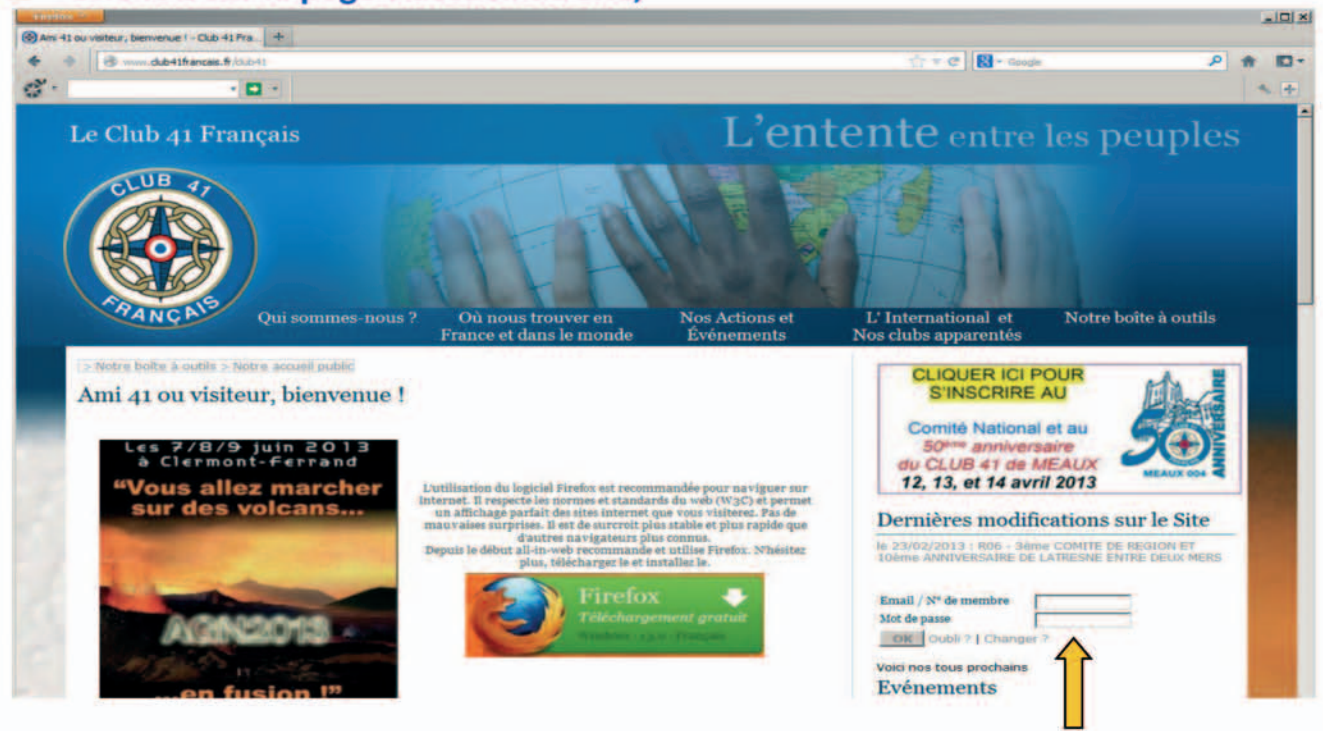 Firefox
Ami 41 ou visiteur, bienvenue ! - Club 41 Fra...
www.club41francais.fr/club41
Google
Le Club 41 Français
L'entente entre les peuples
CLUB 41
FRANÇAIS
Qui sommes-nous ?
Où nous trouver en
France et dans le monde
Nos Actions et
Événements
L' International et
Nos clubs apparentés
Notre boîte à outils
> Notre boîte à outils > Notre accueil public
Ami 41 ou visiteur, bienvenue !
Les 7/8/9 juin 2013
à Clermont-Ferrand
"Vous allez marcher
sur des volcans...
AGN2013
...en fusion !"
L'utilisation du logiciel Firefox est recommandée pour naviguer sur
Internet. Il respecte les normes et standards du web (W3C) et permet
un affichage parfait des sites internet que vous visiterez. Pas de
mauvaises surprises. Il est de surcroit plus stable et plus rapide que
d'autres navigateurs plus connus.
Depuis le début all-in-web recommande et utilise Firefox. N'hésitez
plus, télécharger le et installer le.
Firefox
Téléchargement gratuit
CLIQUER ICI POUR
S'INSCRIRE AU
Comité National et au
50ème anniversaire
du CLUB 41 de MEAUX
12, 13, et 14 avril 2013
50
ANNIVERSAIRE
MEAUX 004
Dernières modifications sur le Site
le 23/02/2013 : R06 - 3ème COMITE DE REGION ET
10ème ANNIVERSAIRE DE LATRESNE ENTRE DEUX MERS
Email / N° de membre
Mot de passe
OK Oubli ? | Changer ?
Voici nos tous prochains
Evénements